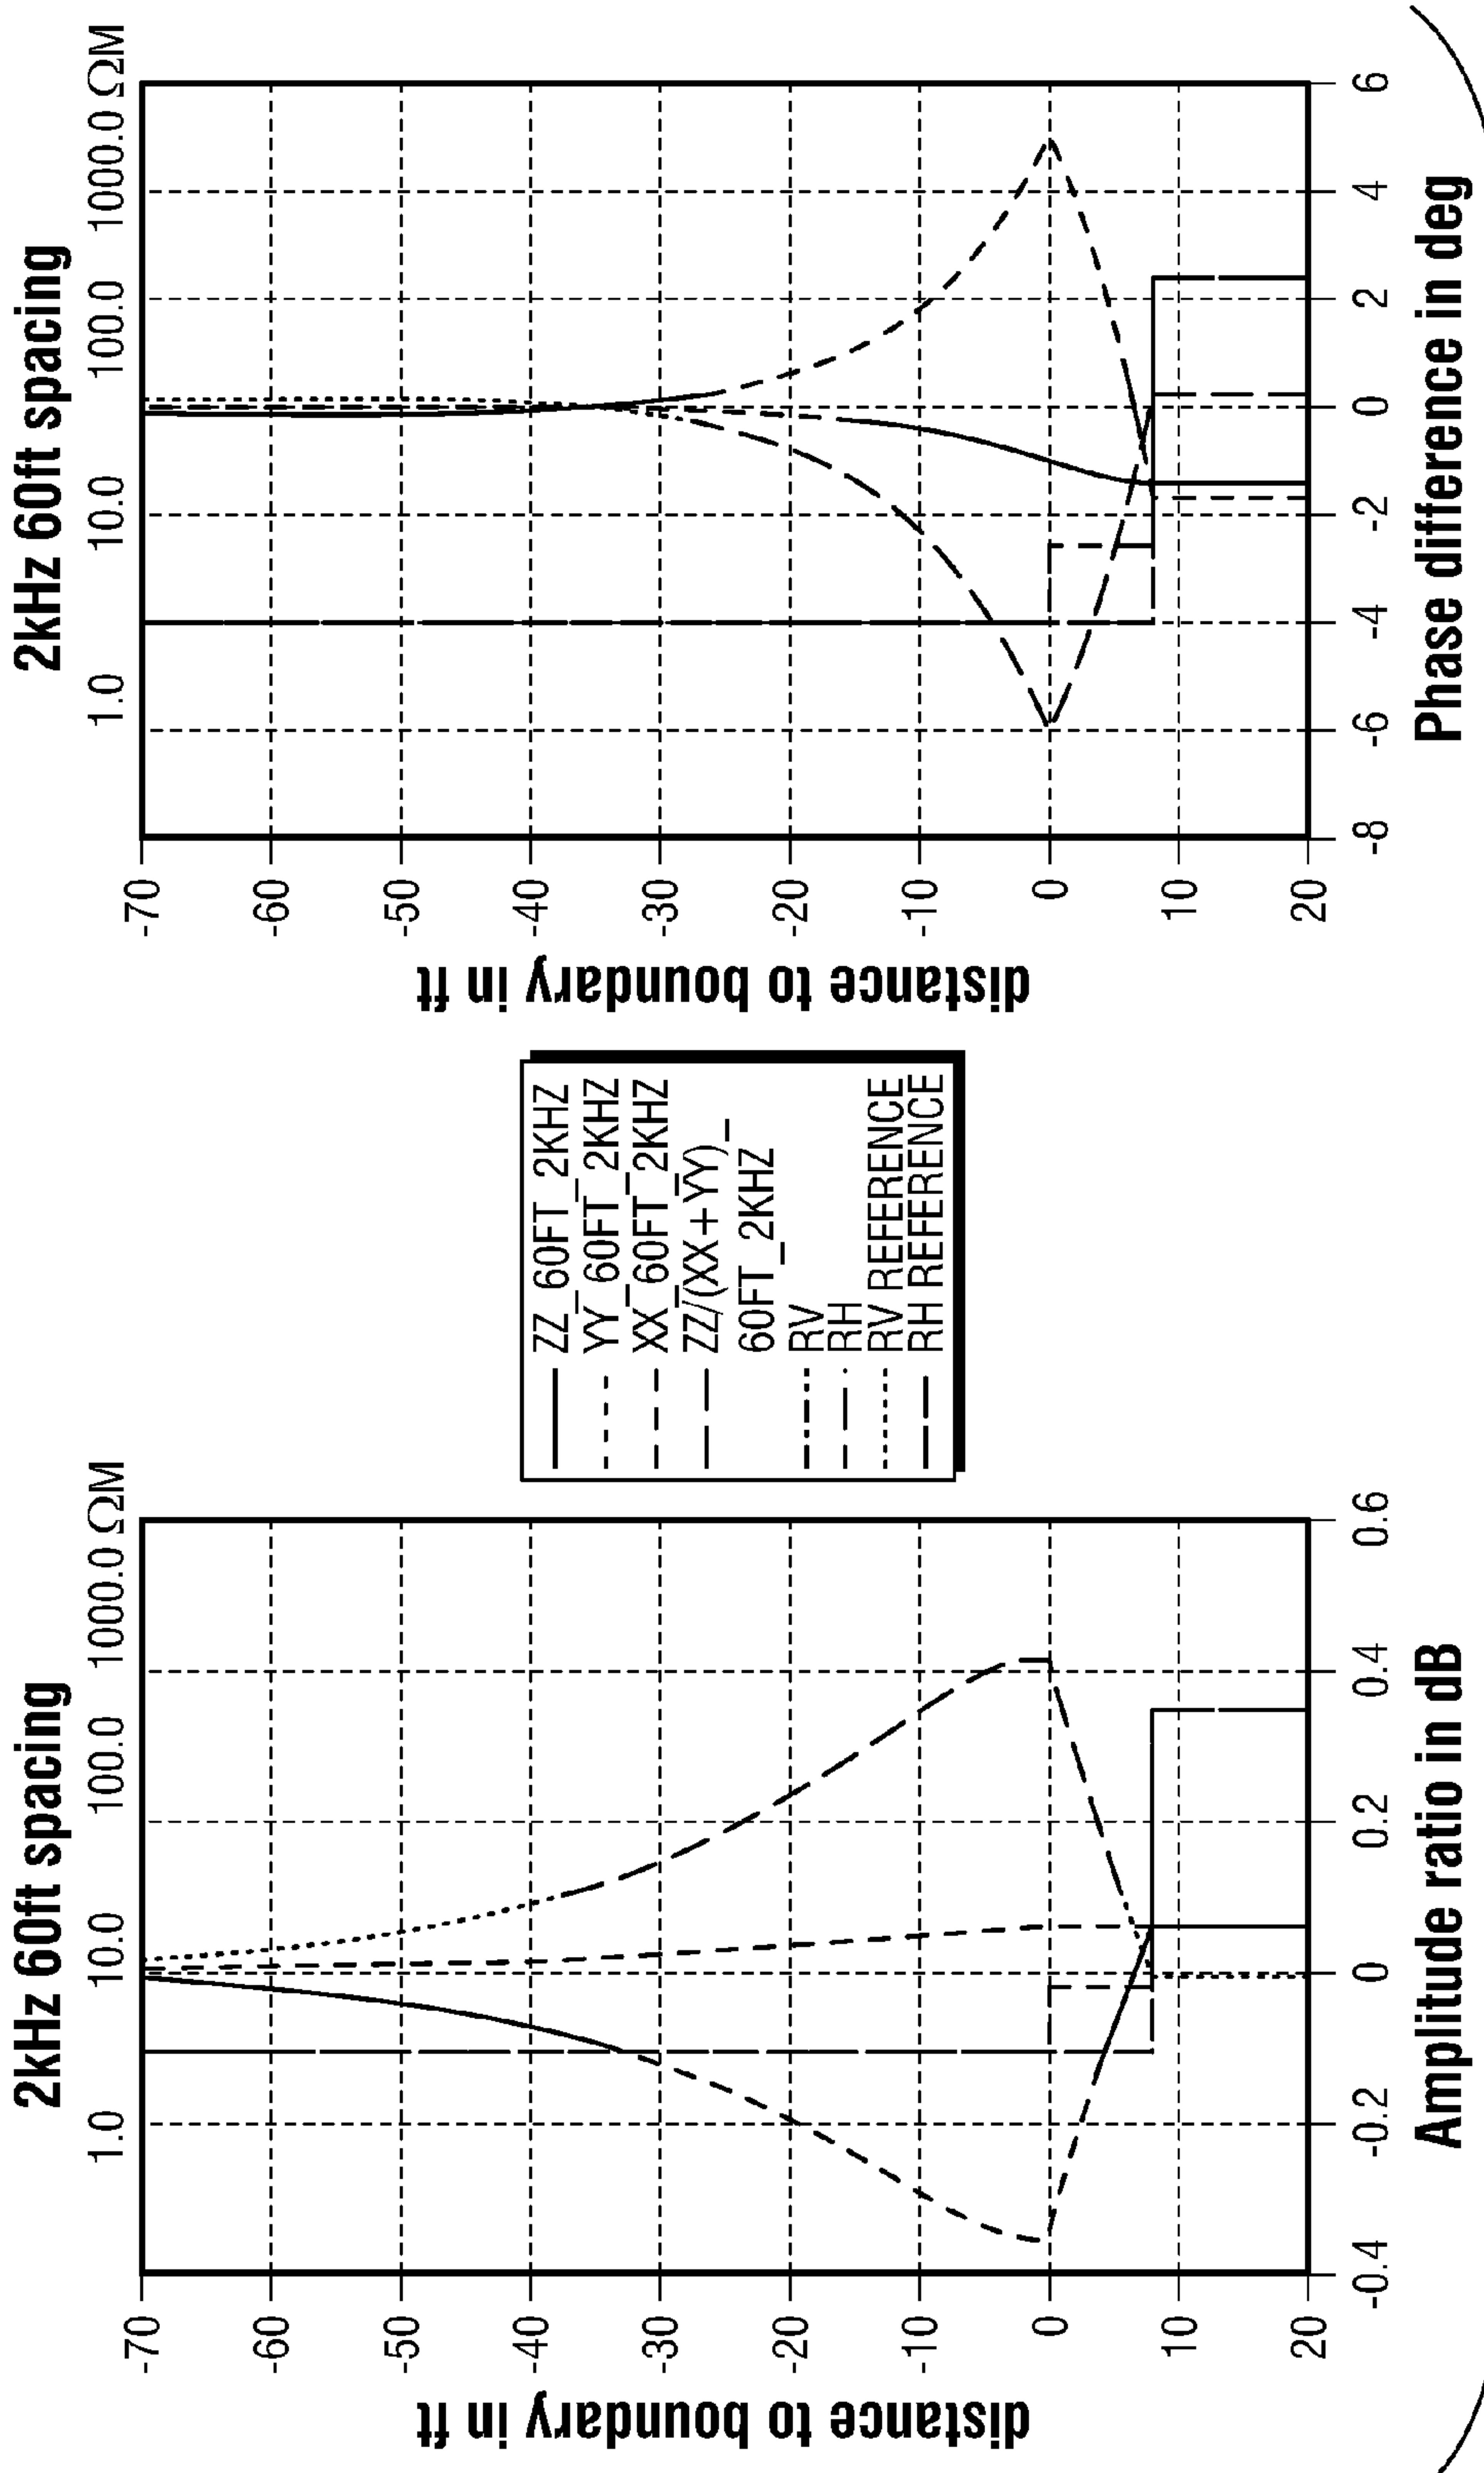 2kHz 60ft spacing
1.0 10.0 100.0 1000.0 ΩM
distance to boundary in ft
-70
-60
-50
-40
-30
-20
-10
0
10
20
-0.4 -0.2 0 0.2 0.4 0.6
Amplitude ratio in dB
ZZ_60FT_2KHZ
YY_60FT_2KHZ
XX_60FT_2KHZ
ZZ/(XX+YY)_
60FT_2KHZ
RV
RH
RV REFERENCE
RH REFERENCE
2kHz 60ft spacing
1.0 10.0 100.0 1000.0 ΩM
distance to boundary in ft
-70
-60
-50
-40
-30
-20
-10
0
10
20
-8 -6 -4 -2 0 2 4 6
Phase difference in deg